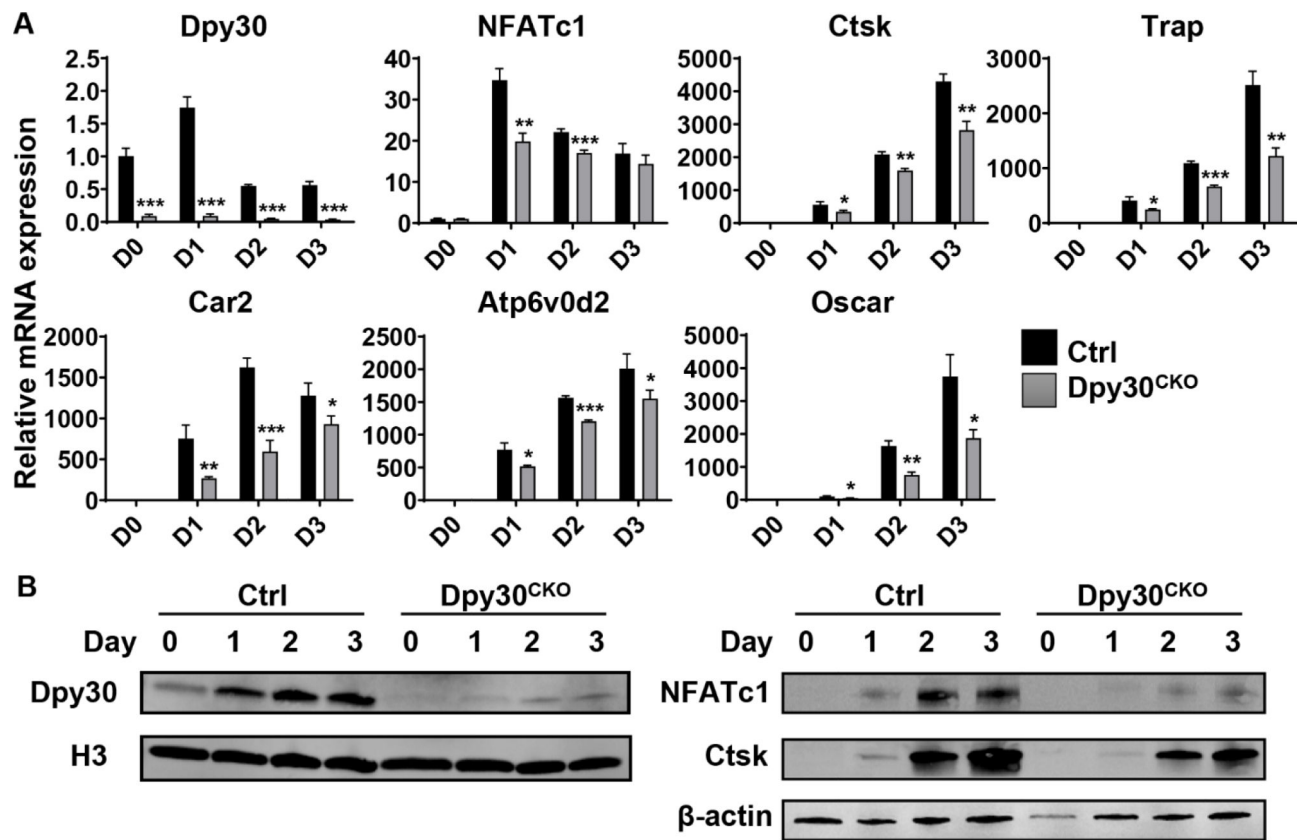 A
Dpy30 NFATc1 Ctsk Trap
Relative mRNA expression
2.5
2.0
1.5
1.0
0.5
0.0
*** *** *** ***
D0 D1 D2 D3
40
30
20
10
0
** ***
D0 D1 D2 D3
5000
4000
3000
2000
1000
0
* ** **
D0 D1 D2 D3
3000
2000
1000
0
* *** **
D0 D1 D2 D3
Car2 Atp6v0d2 Oscar
2000
1500
1000
500
0
** *** *
D0 D1 D2 D3
2500
2000
1500
1000
500
0
* *** *
D0 D1 D2 D3
5000
4000
3000
2000
1000
0
* ** *
D0 D1 D2 D3
Ctrl
Dpy30CKO
B
Ctrl Dpy30CKO
Day 0 1 2 3 0 1 2 3
Dpy30
H3
Ctrl Dpy30CKO
Day 0 1 2 3 0 1 2 3
NFATc1
Ctsk
β-actin